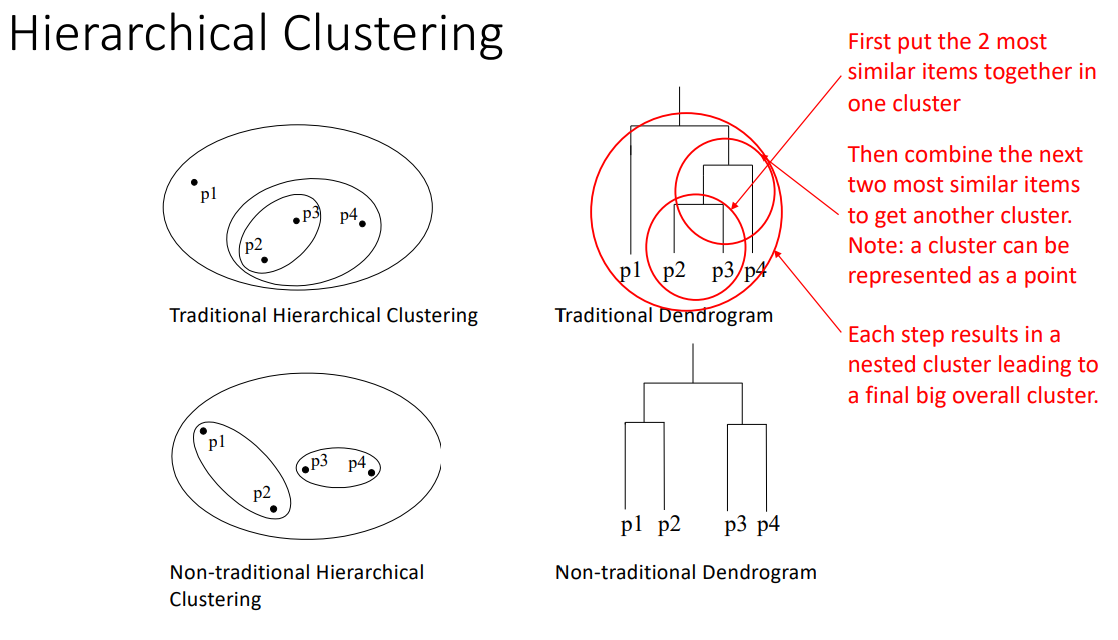 Hierarchical Clustering
p1
p3
p4
p2
Traditional Hierarchical Clustering
p1
p2
p3
p4
Traditional Dendrogram
First put the 2 most
similar items together in
one cluster
Then combine the next
two most similar items
to get another cluster.
Note: a cluster can be
represented as a point
Each step results in a
nested cluster leading to
a final big overall cluster.
p1
p3
p4
p2
Non-traditional Hierarchical
Clustering
p1
p2
p3
p4
Non-traditional Dendrogram